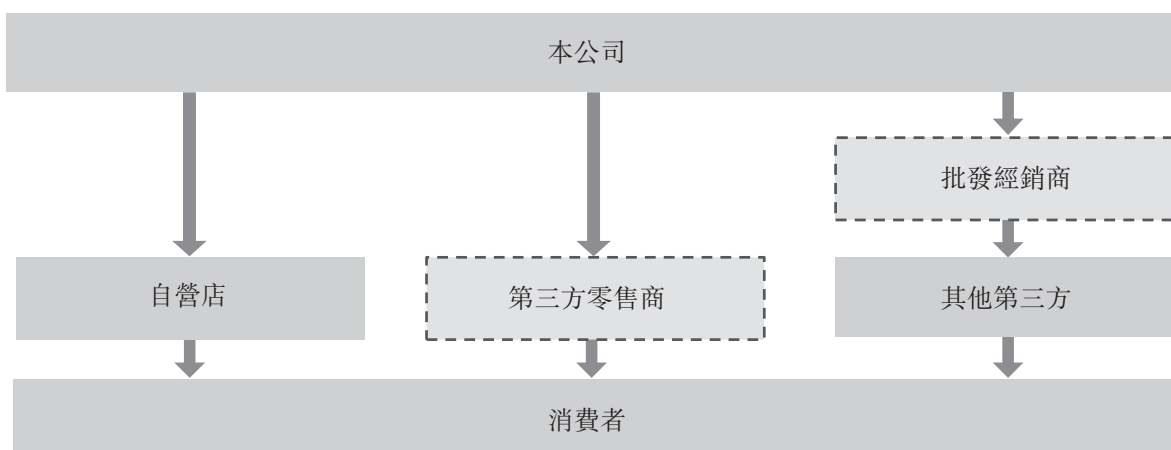 本公司
批發經銷商
自營店
第三方零售商
其他第三方
消費者